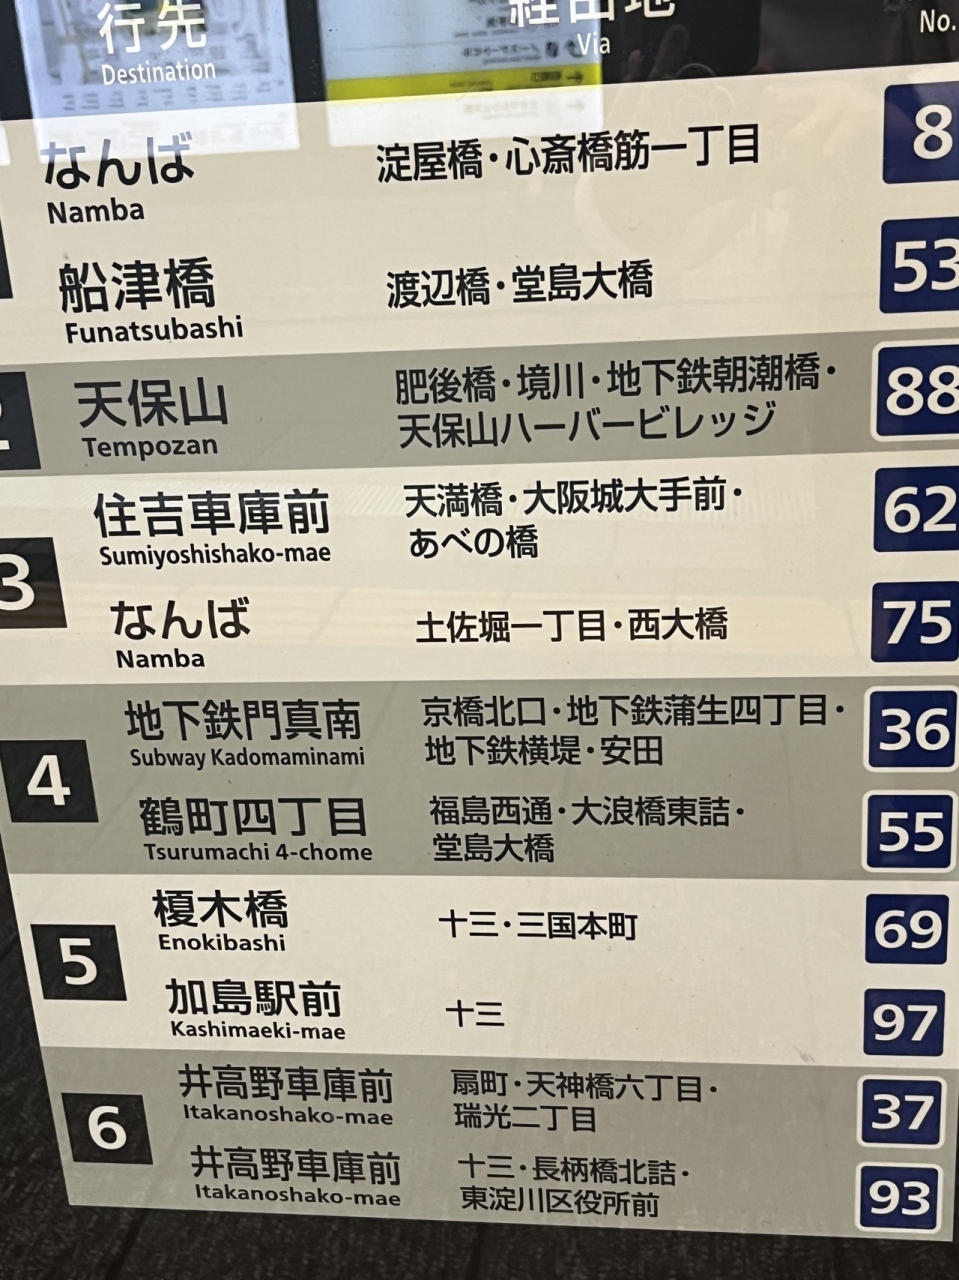 行先
Destination
経由地
Via
No.
なんば
Namba
淀屋橋・心斎橋筋一丁目
8
船津橋
Funatsubashi
渡辺橋・堂島大橋
53
2
天保山
Tempozan
肥後橋・境川・地下鉄朝潮橋・
天保山ハーバービレッジ
88
3
住吉車庫前
Sumiyoshishako-mae
天満橋・大阪城大手前・
あべの橋
62
なんば
Namba
土佐堀一丁目・西大橋
75
4
地下鉄門真南
Subway Kadomaminami
京橋北口・地下鉄蒲生四丁目・
地下鉄横堤・安田
36
鶴町四丁目
Tsurumachi 4-chome
福島西通・大浪橋東詰・
堂島大橋
55
5
榎木橋
Enokibashi
十三・三国本町
69
加島駅前
Kashimaeki-mae
十三
97
6
井高野車庫前
Itakanoshako-mae
扇町・天神橋六丁目・
瑞光二丁目
37
井高野車庫前
Itakanoshako-mae
十三・長柄橋北詰・
東淀川区役所前
93